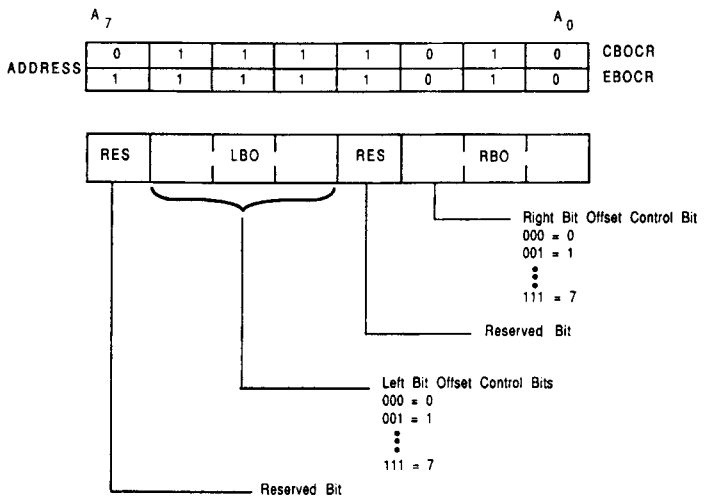 A7 A0
ADDRESS
0 1 1 1 1 0 1 0 CBOCR
1 1 1 1 1 0 1 0 EBOCR
RES LBO RES RBO
Right Bit Offset Control Bit
000 = 0
001 = 1
111 = 7
Reserved Bit
Left Bit Offset Control Bits
000 = 0
001 = 1
111 = 7
Reserved Bit